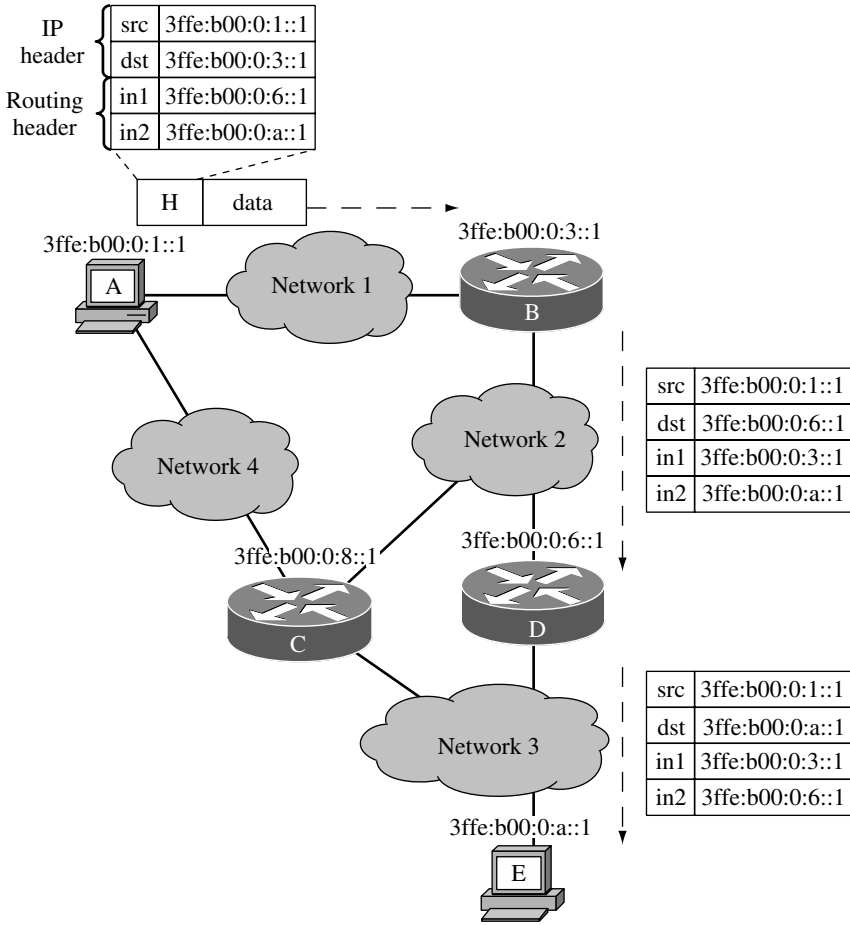 IP header
src 3ffe:b00:0:1::1
dst 3ffe:b00:0:3::1
Routing header
in1 3ffe:b00:0:6::1
in2 3ffe:b00:0:a::1
H data
3ffe:b00:0:1::1
3ffe:b00:0:3::1
A
Network 1
B
src 3ffe:b00:0:1::1
dst 3ffe:b00:0:6::1
in1 3ffe:b00:0:3::1
in2 3ffe:b00:0:a::1
Network 4
Network 2
3ffe:b00:0:8::1
3ffe:b00:0:6::1
C
D
src 3ffe:b00:0:1::1
dst 3ffe:b00:0:a::1
in1 3ffe:b00:0:3::1
in2 3ffe:b00:0:6::1
Network 3
3ffe:b00:0:a::1
E